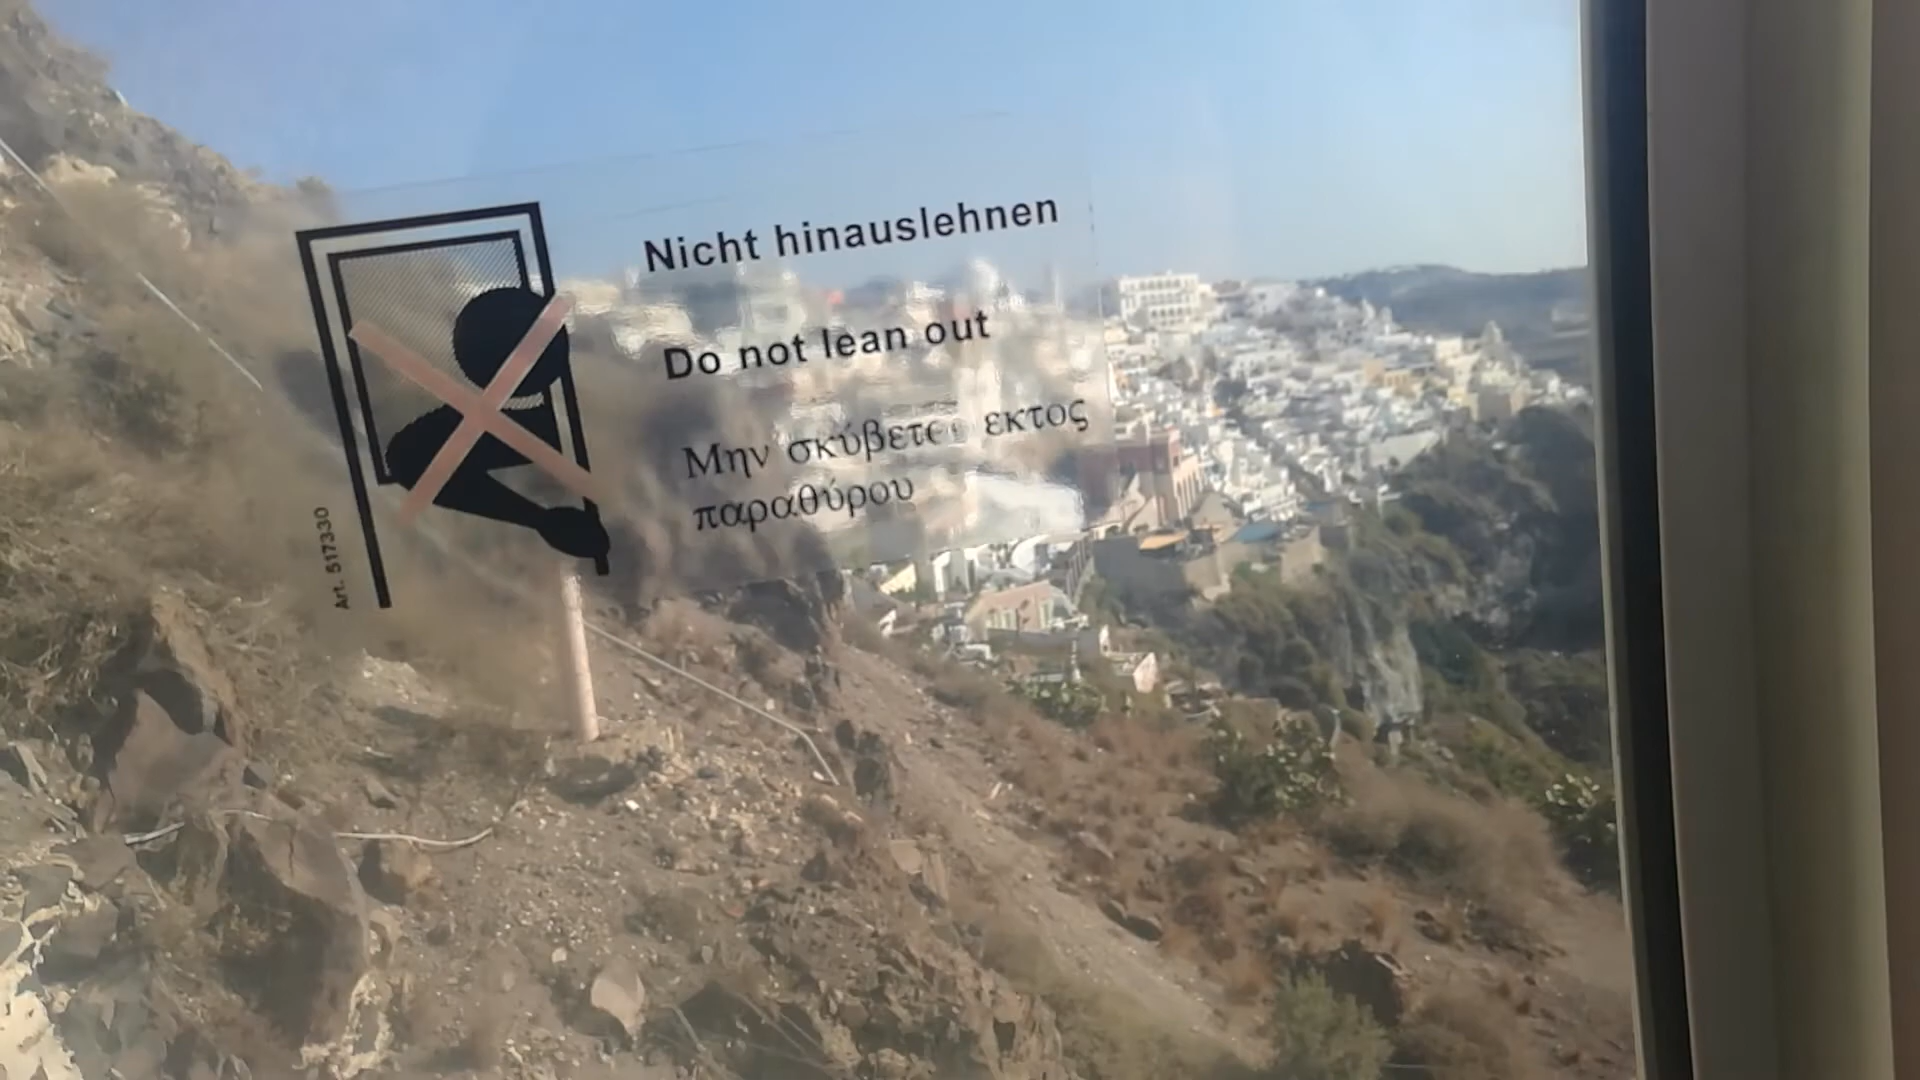 Nicht hinauslehnen
Do not lean out
Μην σκύβετε εκτος
παραθύρου
Art. 517330